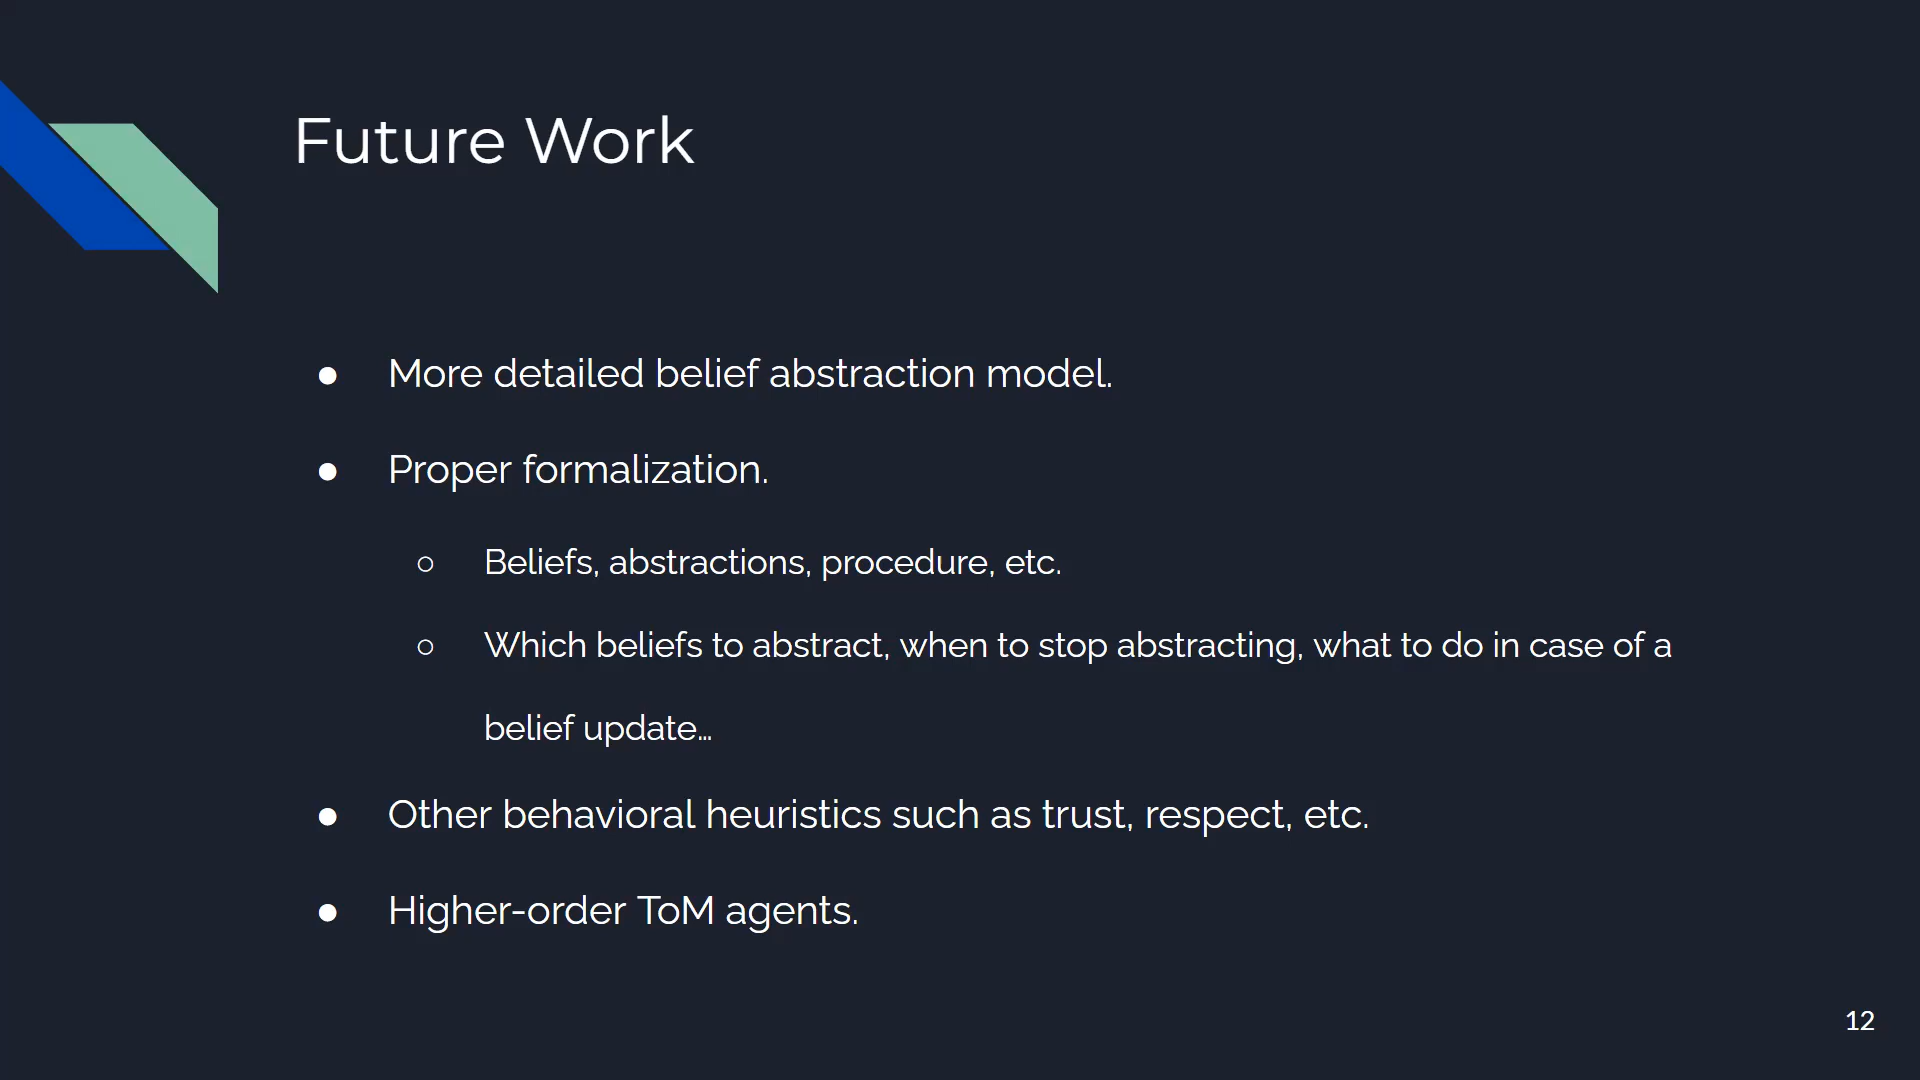 Future Work
● More detailed belief abstraction model.
● Proper formalization.
○ Beliefs, abstractions, procedure, etc.
○ Which beliefs to abstract, when to stop abstracting, what to do in case of a
belief update…
● Other behavioral heuristics such as trust, respect, etc.
● Higher-order ToM agents.
12